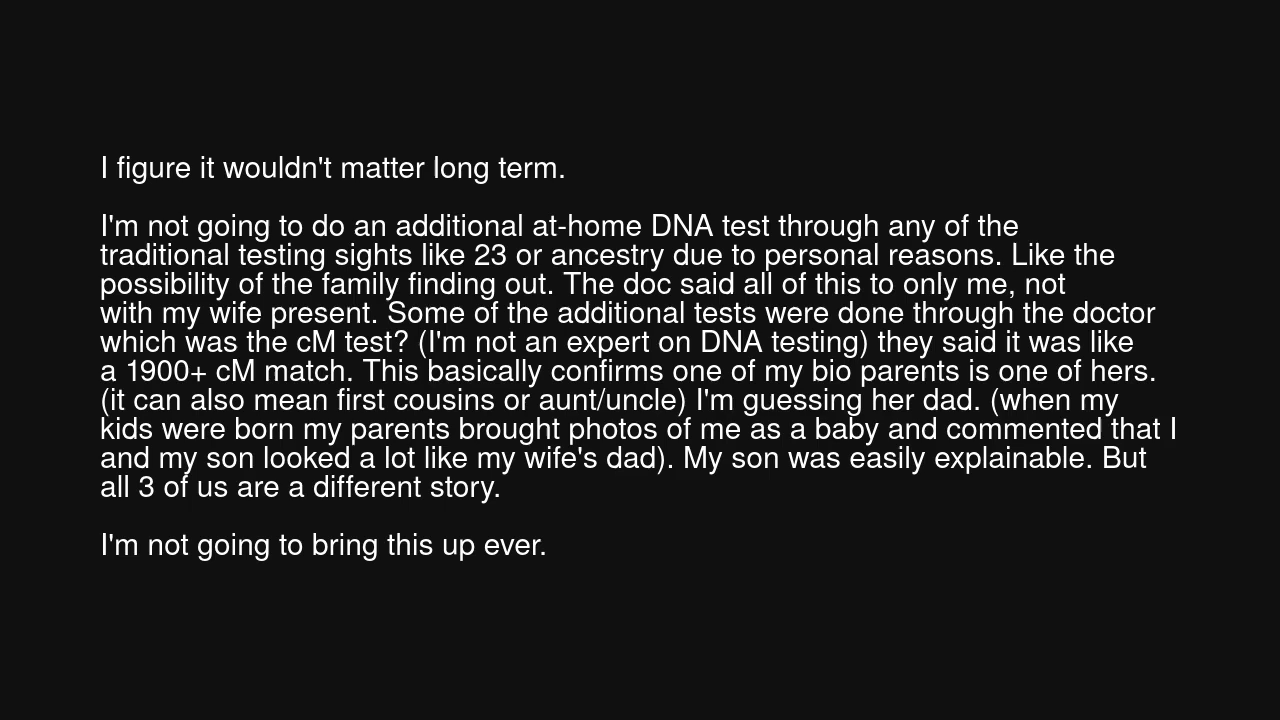 I figure it wouldn't matter long term.
I'm not going to do an additional at-home DNA test through any of the
traditional testing sights like 23 or ancestry due to personal reasons. Like the
possibility of the family finding out. The doc said all of this to only me, not
with my wife present. Some of the additional tests were done through the doctor
which was the cM test? (I'm not an expert on DNA testing) they said it was like
a 1900+ cM match. This basically confirms one of my bio parents is one of hers.
(it can also mean first cousins or aunt/uncle) I'm guessing her dad. (when my
kids were born my parents brought photos of me as a baby and commented that I
and my son looked a lot like my wife's dad). My son was easily explainable. But
all 3 of us are a different story.
I'm not going to bring this up ever.